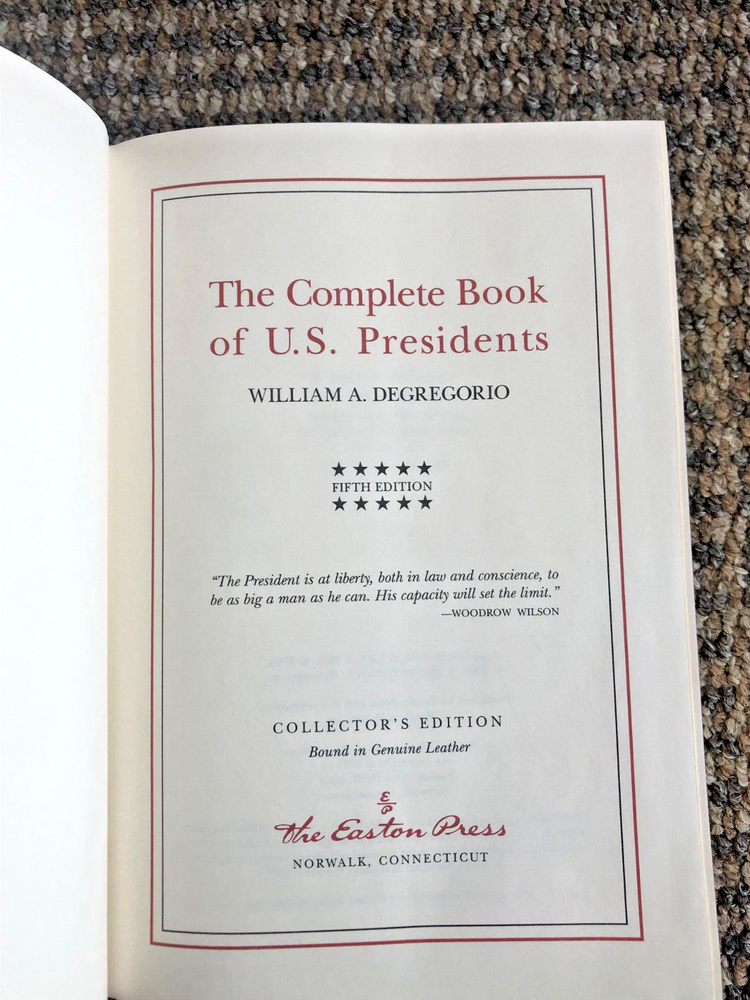 The Complete Book
of U.S. Presidents
WILLIAM A. DEGREGORIO
★ ★ ★ ★ ★
FIFTH EDITION
★ ★ ★ ★ ★
“The President is at liberty, both in law and conscience, to
be as big a man as he can. His capacity will set the limit.”
—WOODROW WILSON
COLLECTOR’S EDITION
Bound in Genuine Leather
E
P
The Easton Press
NORWALK, CONNECTICUT